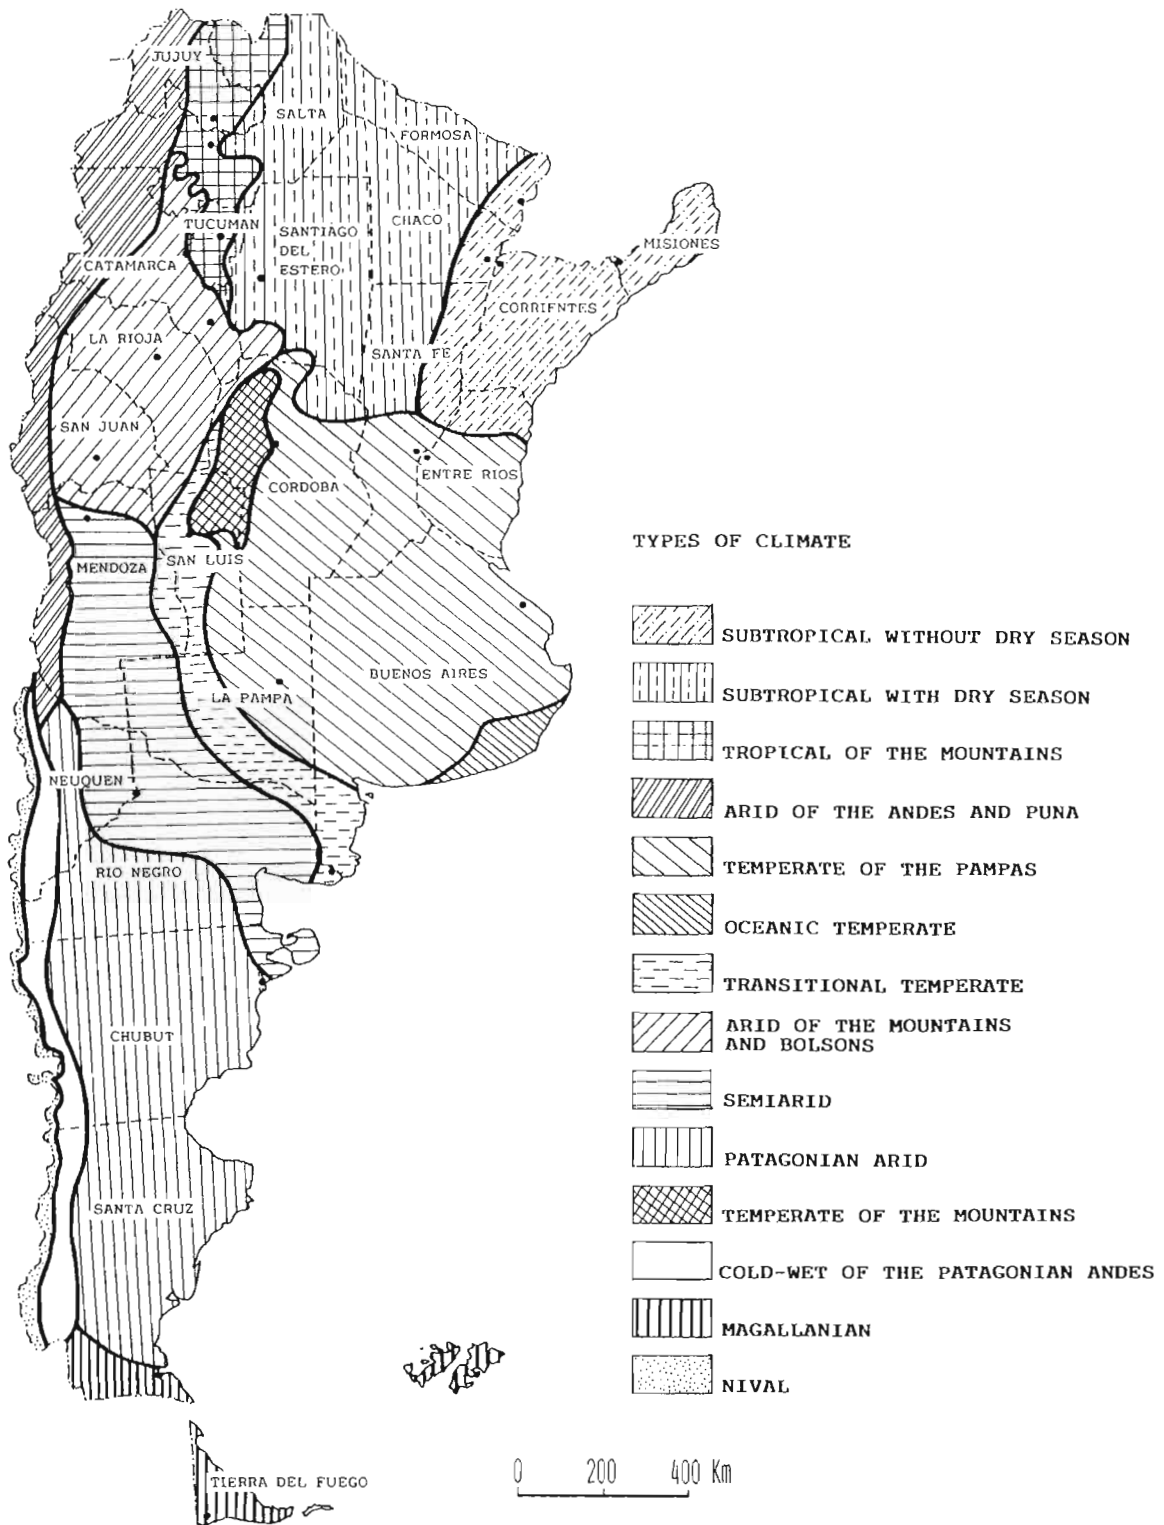 JUJUY
SALTA
FORMOSA
TUCUMAN
SANTIAGO
DEL
ESTERO
CHACO
MISIONES
CATAMARCA
CORRIENTES
LA RIOJA
SANTA FE
SAN JUAN
CORDOBA
ENTRE RIOS
MENDOZA
SAN LUIS
BUENOS AIRES
LA PAMPA
NEUQUEN
RIO NEGRO
CHUBUT
SANTA CRUZ
TIERRA DEL FUEGO
TYPES OF CLIMATE
SUBTROPICAL WITHOUT DRY SEASON
SUBTROPICAL WITH DRY SEASON
TROPICAL OF THE MOUNTAINS
ARID OF THE ANDES AND PUNA
TEMPERATE OF THE PAMPAS
OCEANIC TEMPERATE
TRANSITIONAL TEMPERATE
ARID OF THE MOUNTAINS
AND BOLSONS
SEMIARID
PATAGONIAN ARID
TEMPERATE OF THE MOUNTAINS
COLD-WET OF THE PATAGONIAN ANDES
MAGALLANIAN
NIVAL
0 200 400 Km